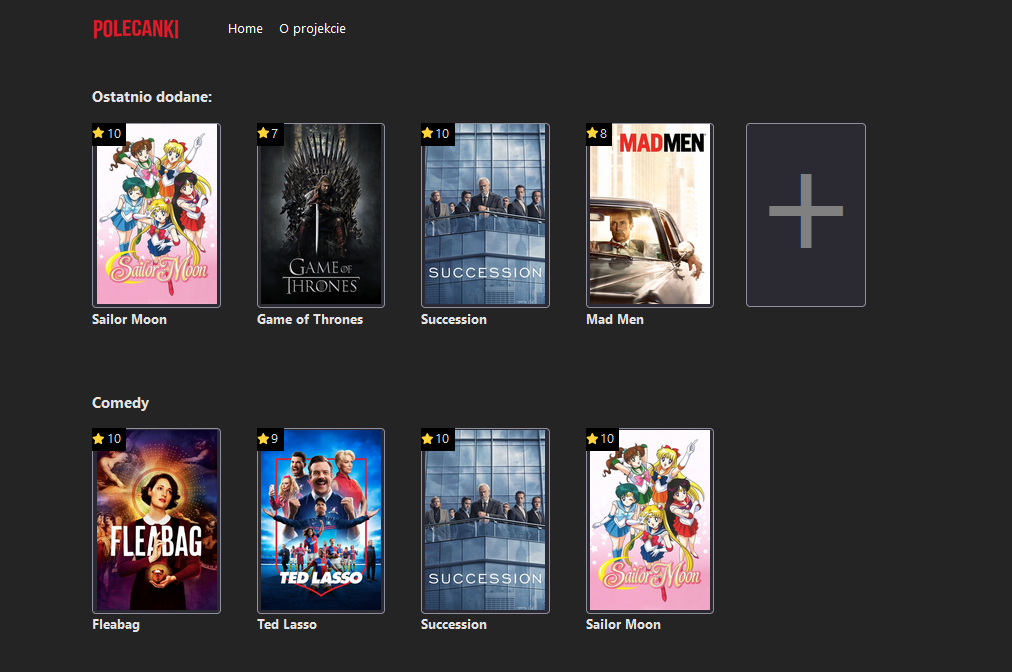 POLECANKI
Home
O projekcie
Ostatnio dodane:
10
7
10
8
Sailor Moon
GAME OF
THRONES
SUCCESSION
MADMEN
Sailor Moon
Game of Thrones
Succession
Mad Men
Comedy
10
9
10
10
FLEABAG
TED LASSO
SUCCESSION
Sailor Moon
Fleabag
Ted Lasso
Succession
Sailor Moon